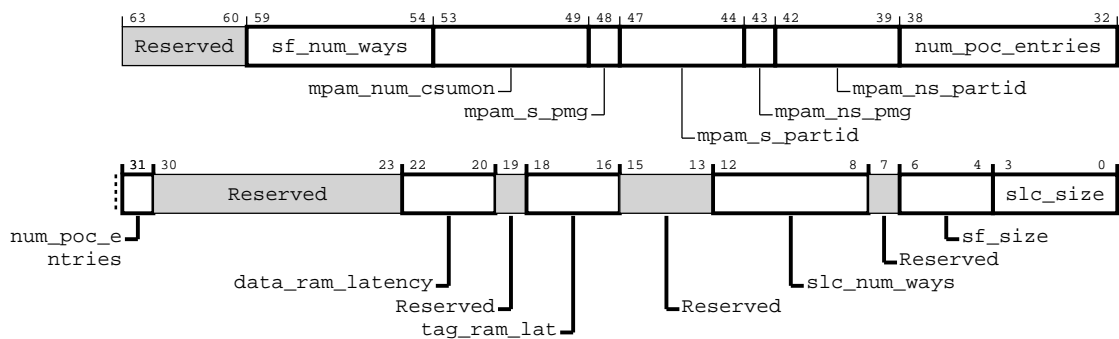 63 60 59 54 53 49 48 47 44 43 42 39 38 32
Reserved sf_num_ways num_poc_entries
mpam_num_csumon mpam_ns_partid
mpam_s_pmg mpam_ns_pmg
mpam_s_partid
31 30 23 22 20 19 18 16 15 13 12 8 7 6 4 3 0
Reserved slc_size
num_poc_e sf_size
ntries Reserved
data_ram_latency slc_num_ways
Reserved Reserved
tag_ram_lat